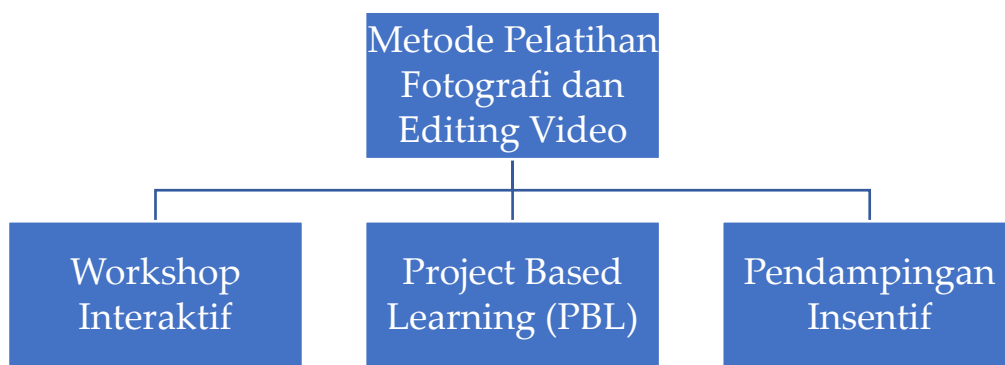 Metode Pelatihan
Fotografi dan
Editing Video
Workshop
Interaktif
Project Based
Learning (PBL)
Pendampingan
Insentif